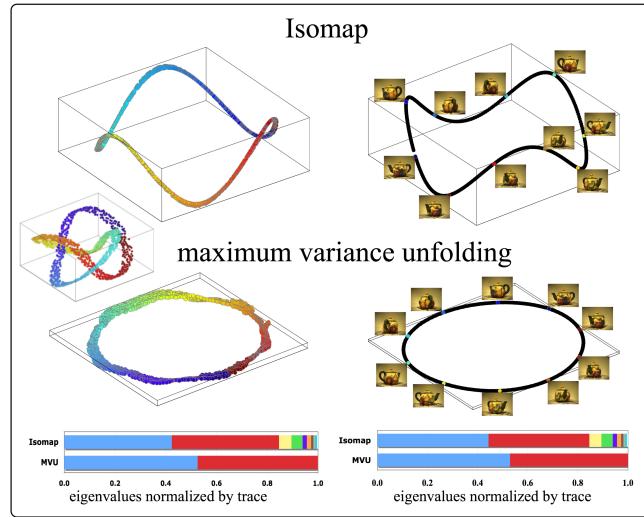 Isomap
maximum variance unfolding
Isomap
MVU
0.0 0.2 0.4 0.6 0.8 1.0
eigenvalues normalized by trace
Isomap
MVU
0.0 0.2 0.4 0.6 0.8 1.0
eigenvalues normalized by trace